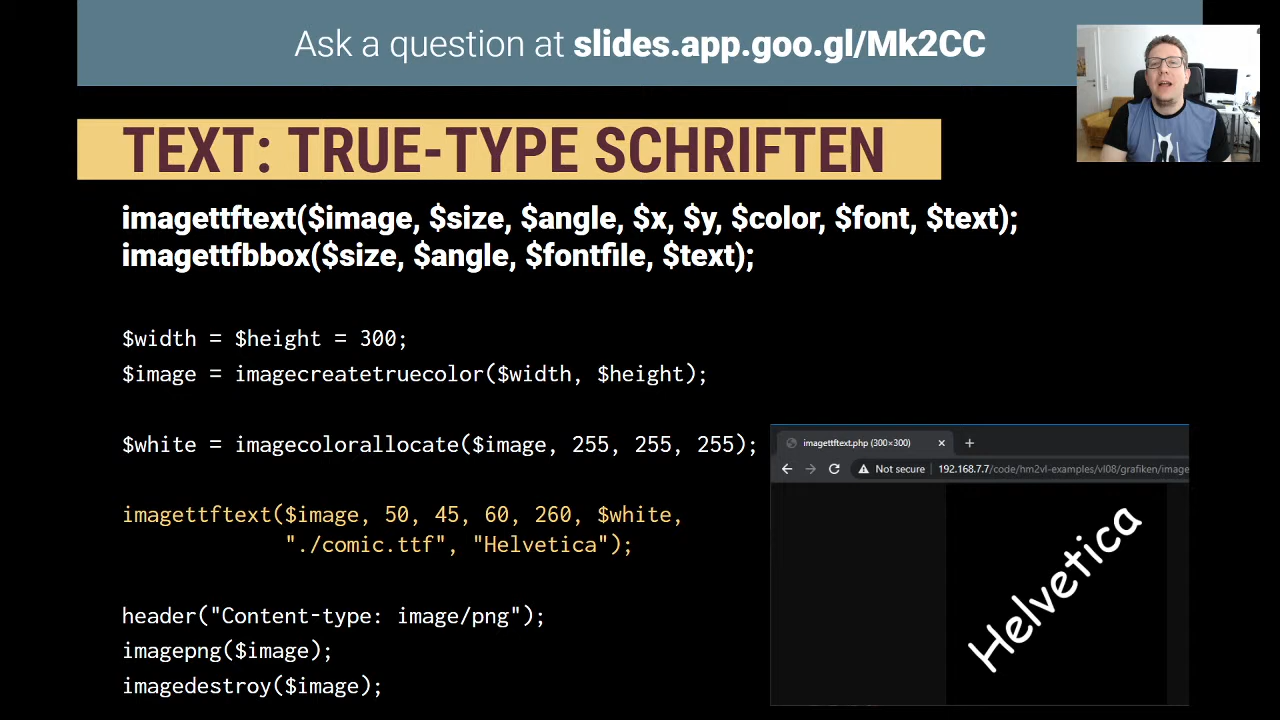 Ask a question at slides.app.goo.gl/Mk2CC
TEXT: TRUE-TYPE SCHRIFTEN
imagettftext($image, $size, $angle, $x, $y, $color, $font, $text);
imagettfbbox($size, $angle, $fontfile, $text);
$width = $height = 300;
$image = imagecreatetruecolor($width, $height);
$white = imagecolorallocate($image, 255, 255, 255);
imagettftext($image, 50, 45, 60, 260, $white,
"./comic.ttf", "Helvetica");
header("Content-type: image/png");
imagepng($image);
imagedestroy($image);
imagettftext.php (300×300)
Not secure 192.168.7.7/code/hm2vl-examples/vl08/grafiken/image
Helvetica